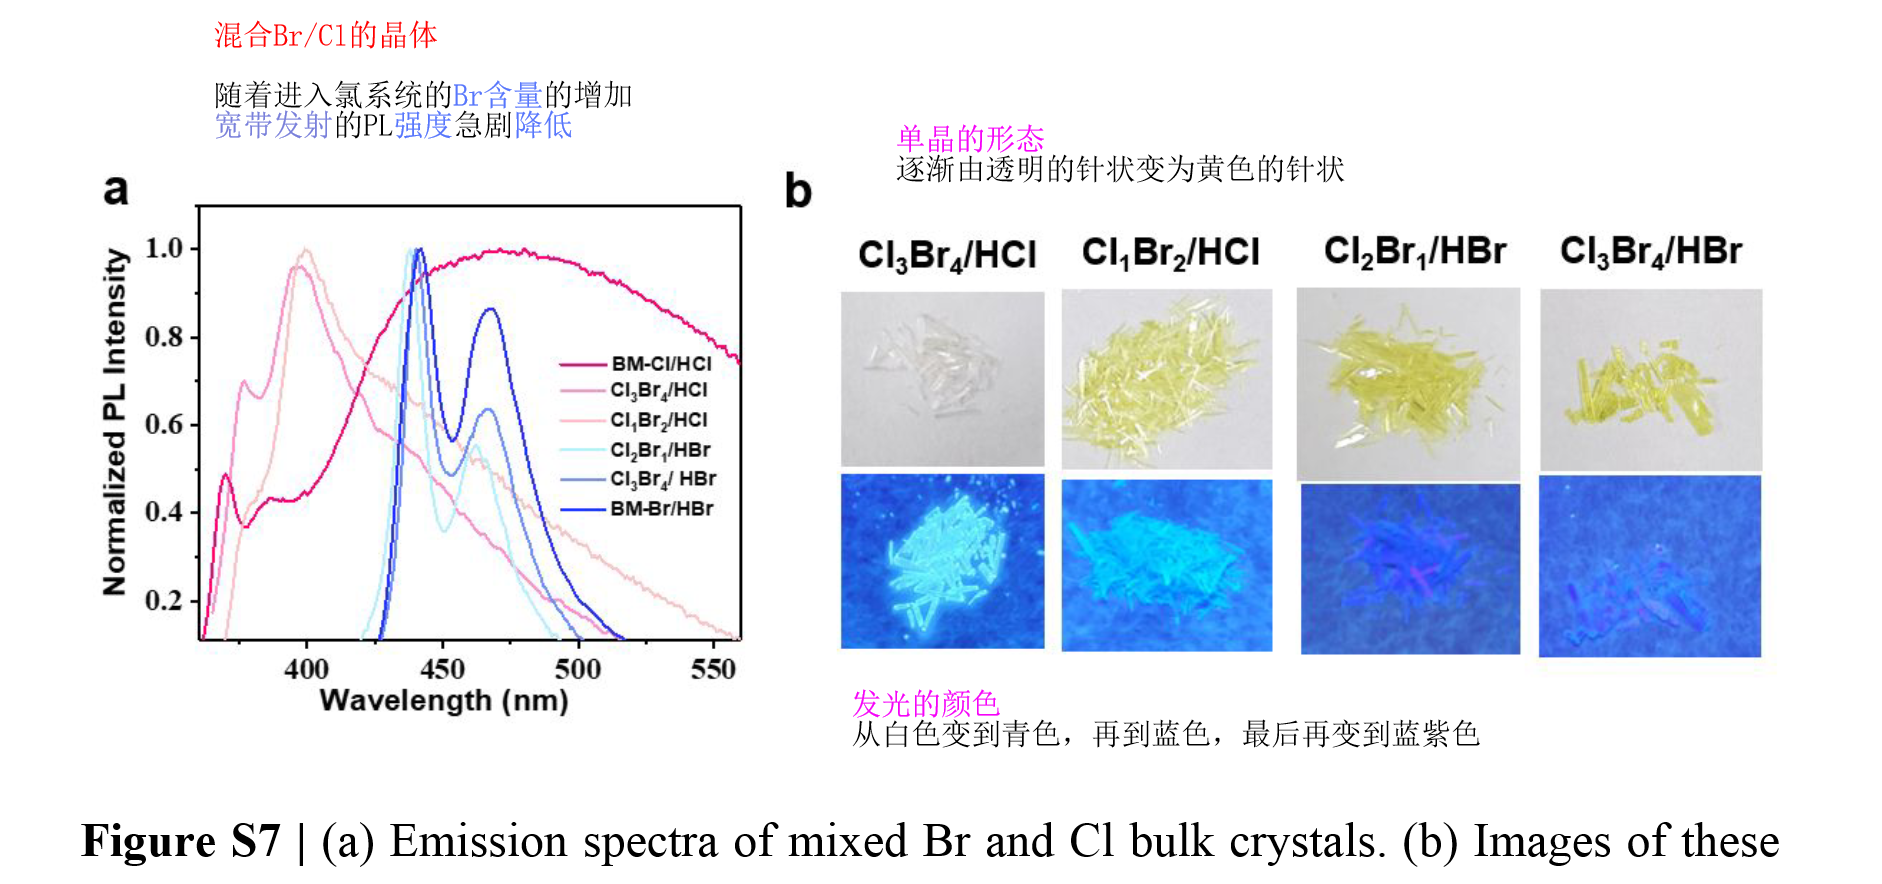 混合Br/Cl的晶体
随着进入氯系统的Br含量的增加
宽带发射的PL强度急剧降低
单晶的形态
逐渐由透明的针状变为黄色的针状
a
b
Normalized PL Intensity
1.0
0.8
0.6
0.4
0.2
BM-Cl/HCl
Cl₃Br₄/HCl
Cl₁Br₂/HCl
Cl₂Br₁/HBr
Cl₃Br₄/ HBr
BM-Br/HBr
400 450 500 550
Wavelength (nm)
Cl₃Br₄/HCl Cl₁Br₂/HCl Cl₂Br₁/HBr Cl₃Br₄/HBr
发光的颜色
从白色变到青色，再到蓝色，最后再变到蓝紫色
Figure S7 | (a) Emission spectra of mixed Br and Cl bulk crystals. (b) Images of these